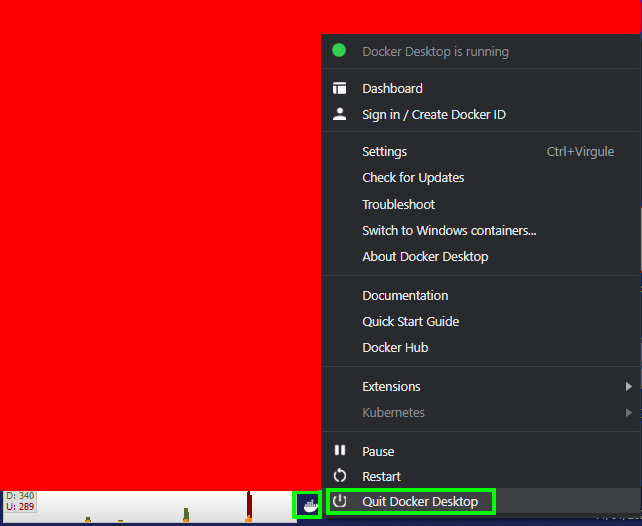 Docker Desktop is running
Dashboard
Sign in / Create Docker ID
Settings Ctrl+Virgule
Check for Updates
Troubleshoot
Switch to Windows containers...
About Docker Desktop
Documentation
Quick Start Guide
Docker Hub
Extensions
Kubernetes
Pause
Restart
Quit Docker Desktop
D: 340
U: 289